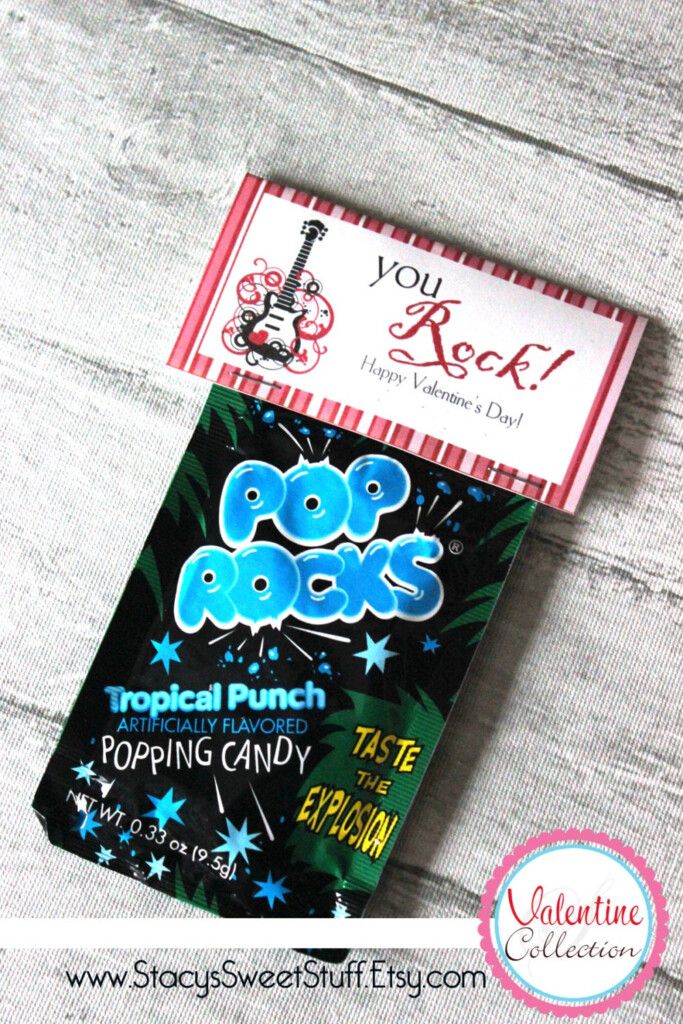 you
Rock!
Happy Valentine's Day!
POP
ROCKS®
Tropical Punch
ARTIFICIALLY FLAVORED
POPPING CANDY
TASTE
THE
EXPLOSION
NET WT. 0.33 oz (9.5g)
Valentine
Collection
www.StacysSweetStuff.Etsy.com